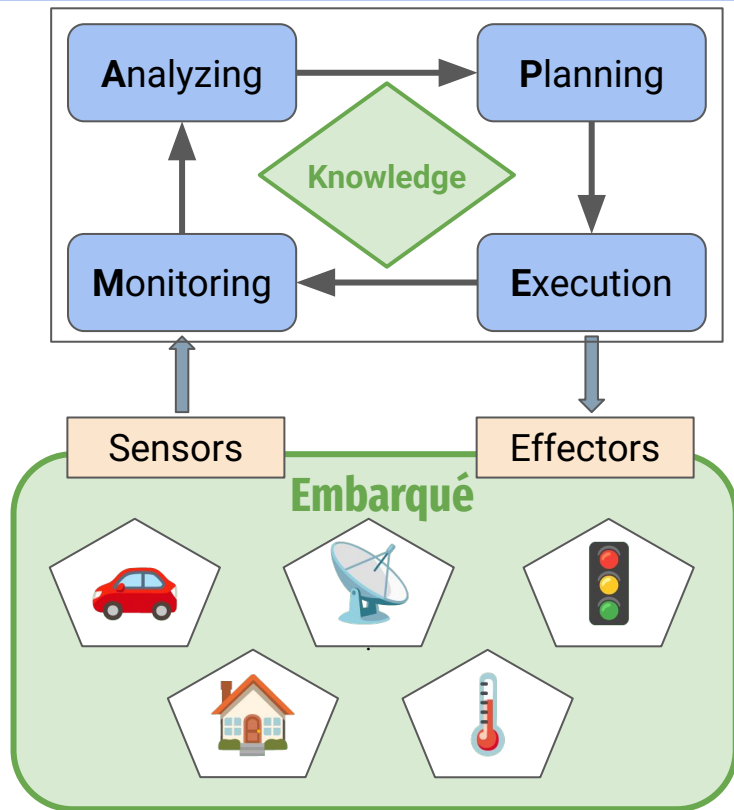 Analyzing
Planning
Knowledge
Monitoring
Execution
Sensors
Effectors
Embarqué